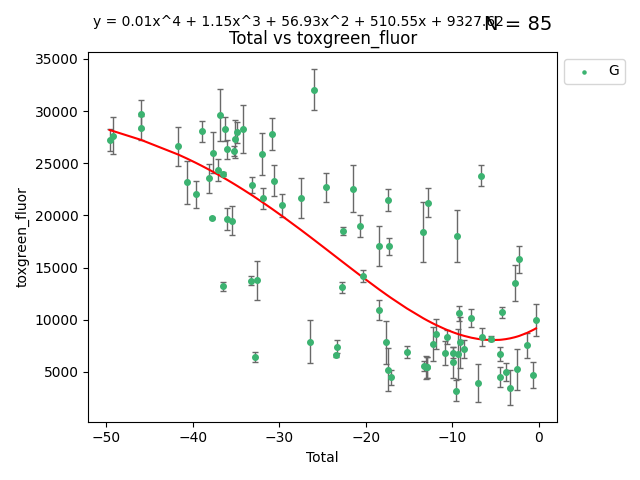 y = 0.01x^4 + 1.15x^3 + 56.93x^2 + 510.55x + 9327.62
N = 85
Total vs toxgreen_fluor
G
toxgreen_fluor
35000
30000
25000
20000
15000
10000
5000
−50
−40
−30
−20
−10
0
Total